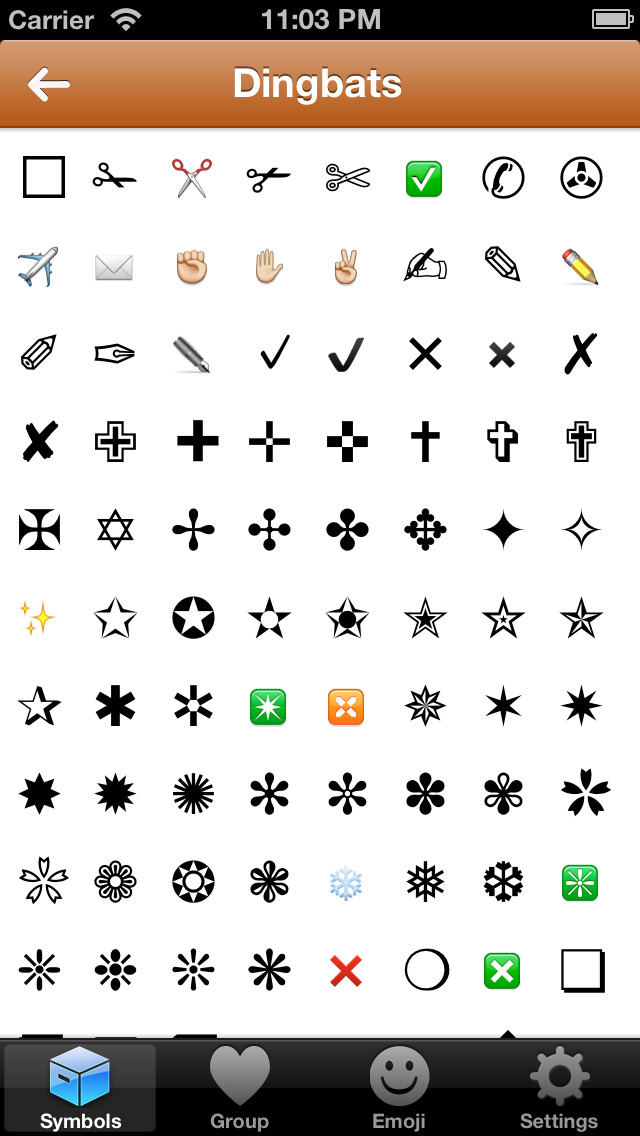 Carrier 11:03 PM
Dingbats
□ ✁ ✂ ✃ ✄ ✅ ✆ ✇
✈ ✉ ✊ ✋ ✌ ✍ ✎ ✏
✐ ✑ ✒ ✓ ✔ ✕ ✖ ✗
✘ ✙ ✚ ✛ ✜ ✝ ✞ ✟
✠ ✡ ✢ ✣ ✤ ✥ ✦ ✧
✨ ✩ ✪ ✫ ✬ ✭ ✮ ✯
✰ ✱ ✲ ✳ ✴ ✵ ✶ ✷
✸ ✹ ✺ ✻ ✼ ✽ ✾ ✿
❀ ❁ ❂ ❃ ❄ ❅ ❆ ❇
❈ ❉ ❊ ❋ ❌ ❍ ❎ ❏
Symbols Group Emoji Settings